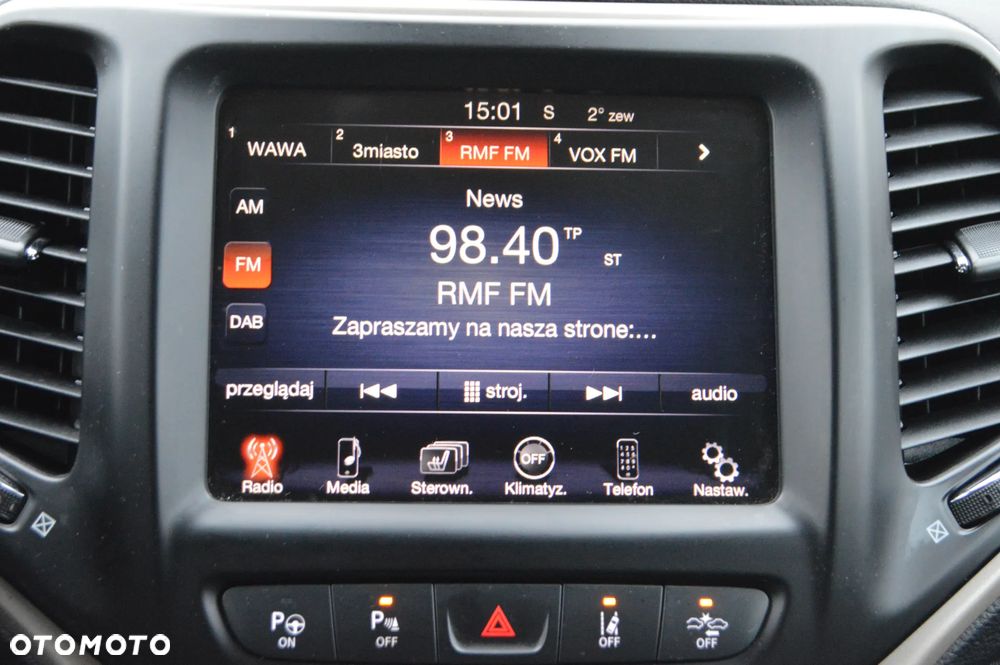 15:01 S 2° zew
1 WAWA 2 3miasto 3 RMF FM 4 VOX FM
News
AM
98.40 TP ST
FM
RMF FM
DAB
Zapraszamy na nasza strone:...
przeglądaj stroj. audio
OFF
Radio Media Sterown. Klimatyz. Telefon Nastaw.
P ON
P OFF
OFF
OFF
OTOMOTO